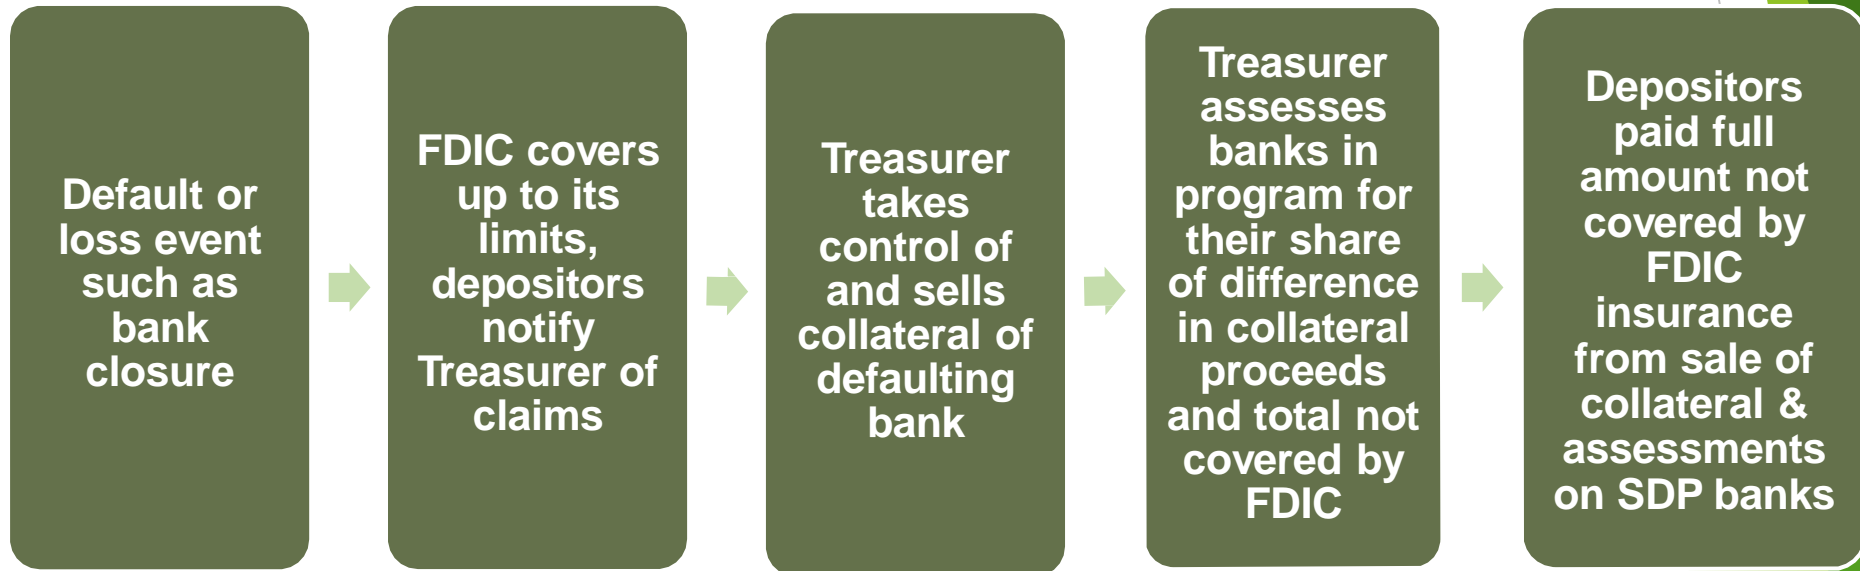 Default or
loss event
such as
bank
closure
FDIC covers
up to its
limits,
depositors
notify
Treasurer of
claims
Treasurer
takes
control of
and sells
collateral of
defaulting
bank
Treasurer
assesses
banks in
program for
their share
of difference
in collateral
proceeds
and total not
covered by
FDIC
Depositors
paid full
amount not
covered by
FDIC
insurance
from sale of
collateral &
assessments
on SDP banks